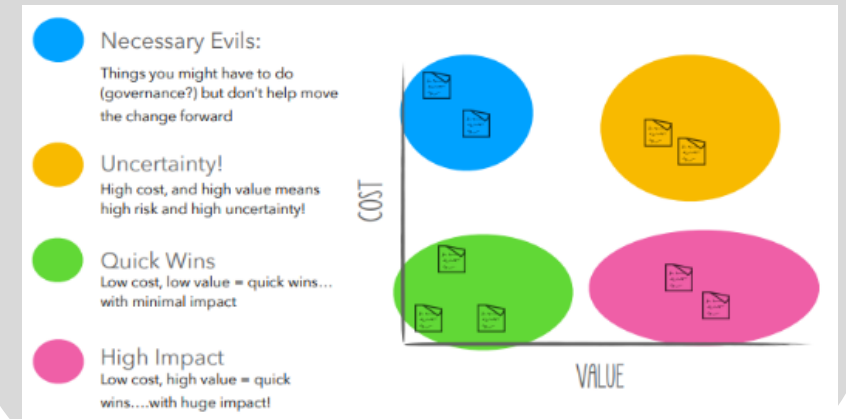 Necessary Evils:
Things you might have to do
(governance?) but don't help move
the change forward
Uncertainty!
High cost, and high value means
high risk and high uncertainty!
Quick Wins
Low cost, low value = quick wins...
with minimal impact
High Impact
Low cost, high value = quick
wins....with huge impact!
COST
VALUE